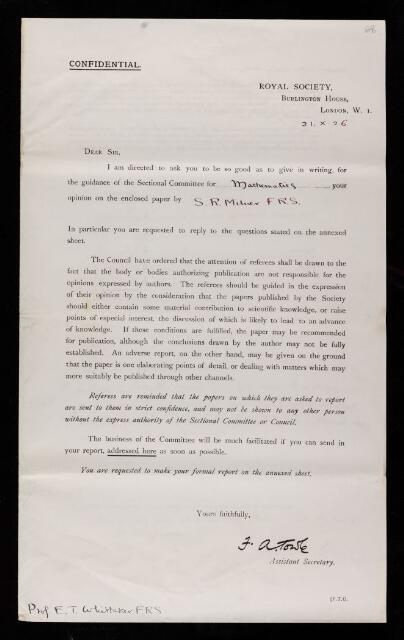 68
CONFIDENTIAL.
ROYAL SOCIETY,
BURLINGTON HOUSE,
LONDON, W. 1.
21. X 26
DEAR SIR,
I am directed to ask you to be so good as to give in writing, for
the guidance of the Sectional Committee for Mathematics your
opinion on the enclosed paper by S. R. Milner F.R.S.
In particular you are requested to reply to the questions stated on the annexed
sheet.
The Council have ordered that the attention of referees shall be drawn to the
fact that the body or bodies authorizing publication are not responsible for the
opinions expressed by authors. The referees should be guided in the expression
of their opinion by the consideration that the papers published by the Society
should either contain some material contribution to scientific knowledge, or raise
points of especial interest, the discussion of which is likely to lead to an advance
of knowledge. If these conditions are fulfilled, the paper may be recommended
for publication, although the conclusions drawn by the author may not be fully
established. An adverse report, on the other hand, may be given on the ground
that the paper is one elaborating points of detail, or dealing with matters which may
more suitably be published through other channels.
Referees are reminded that the papers on which they are asked to report
are sent to them in strict confidence, and may not be shown to any other person
without the express authority of the Sectional Committee or Council.
The business of the Committee will be much facilitated if you can send in
your report, addressed here as soon as possible.
You are requested to make your formal report on the annexed sheet.
Yours faithfully,
F. A. Towle
Assistant Secretary.
Prof E. T. Whittaker FRS